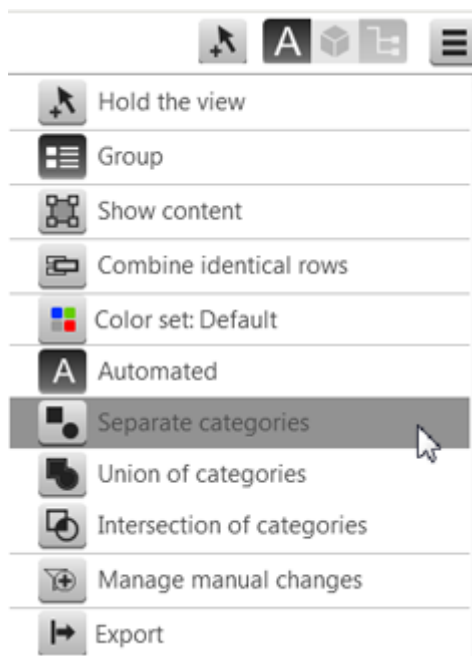 A
Hold the view
Group
Show content
Combine identical rows
Color set: Default
A Automated
Separate categories
Union of categories
Intersection of categories
Manage manual changes
Export